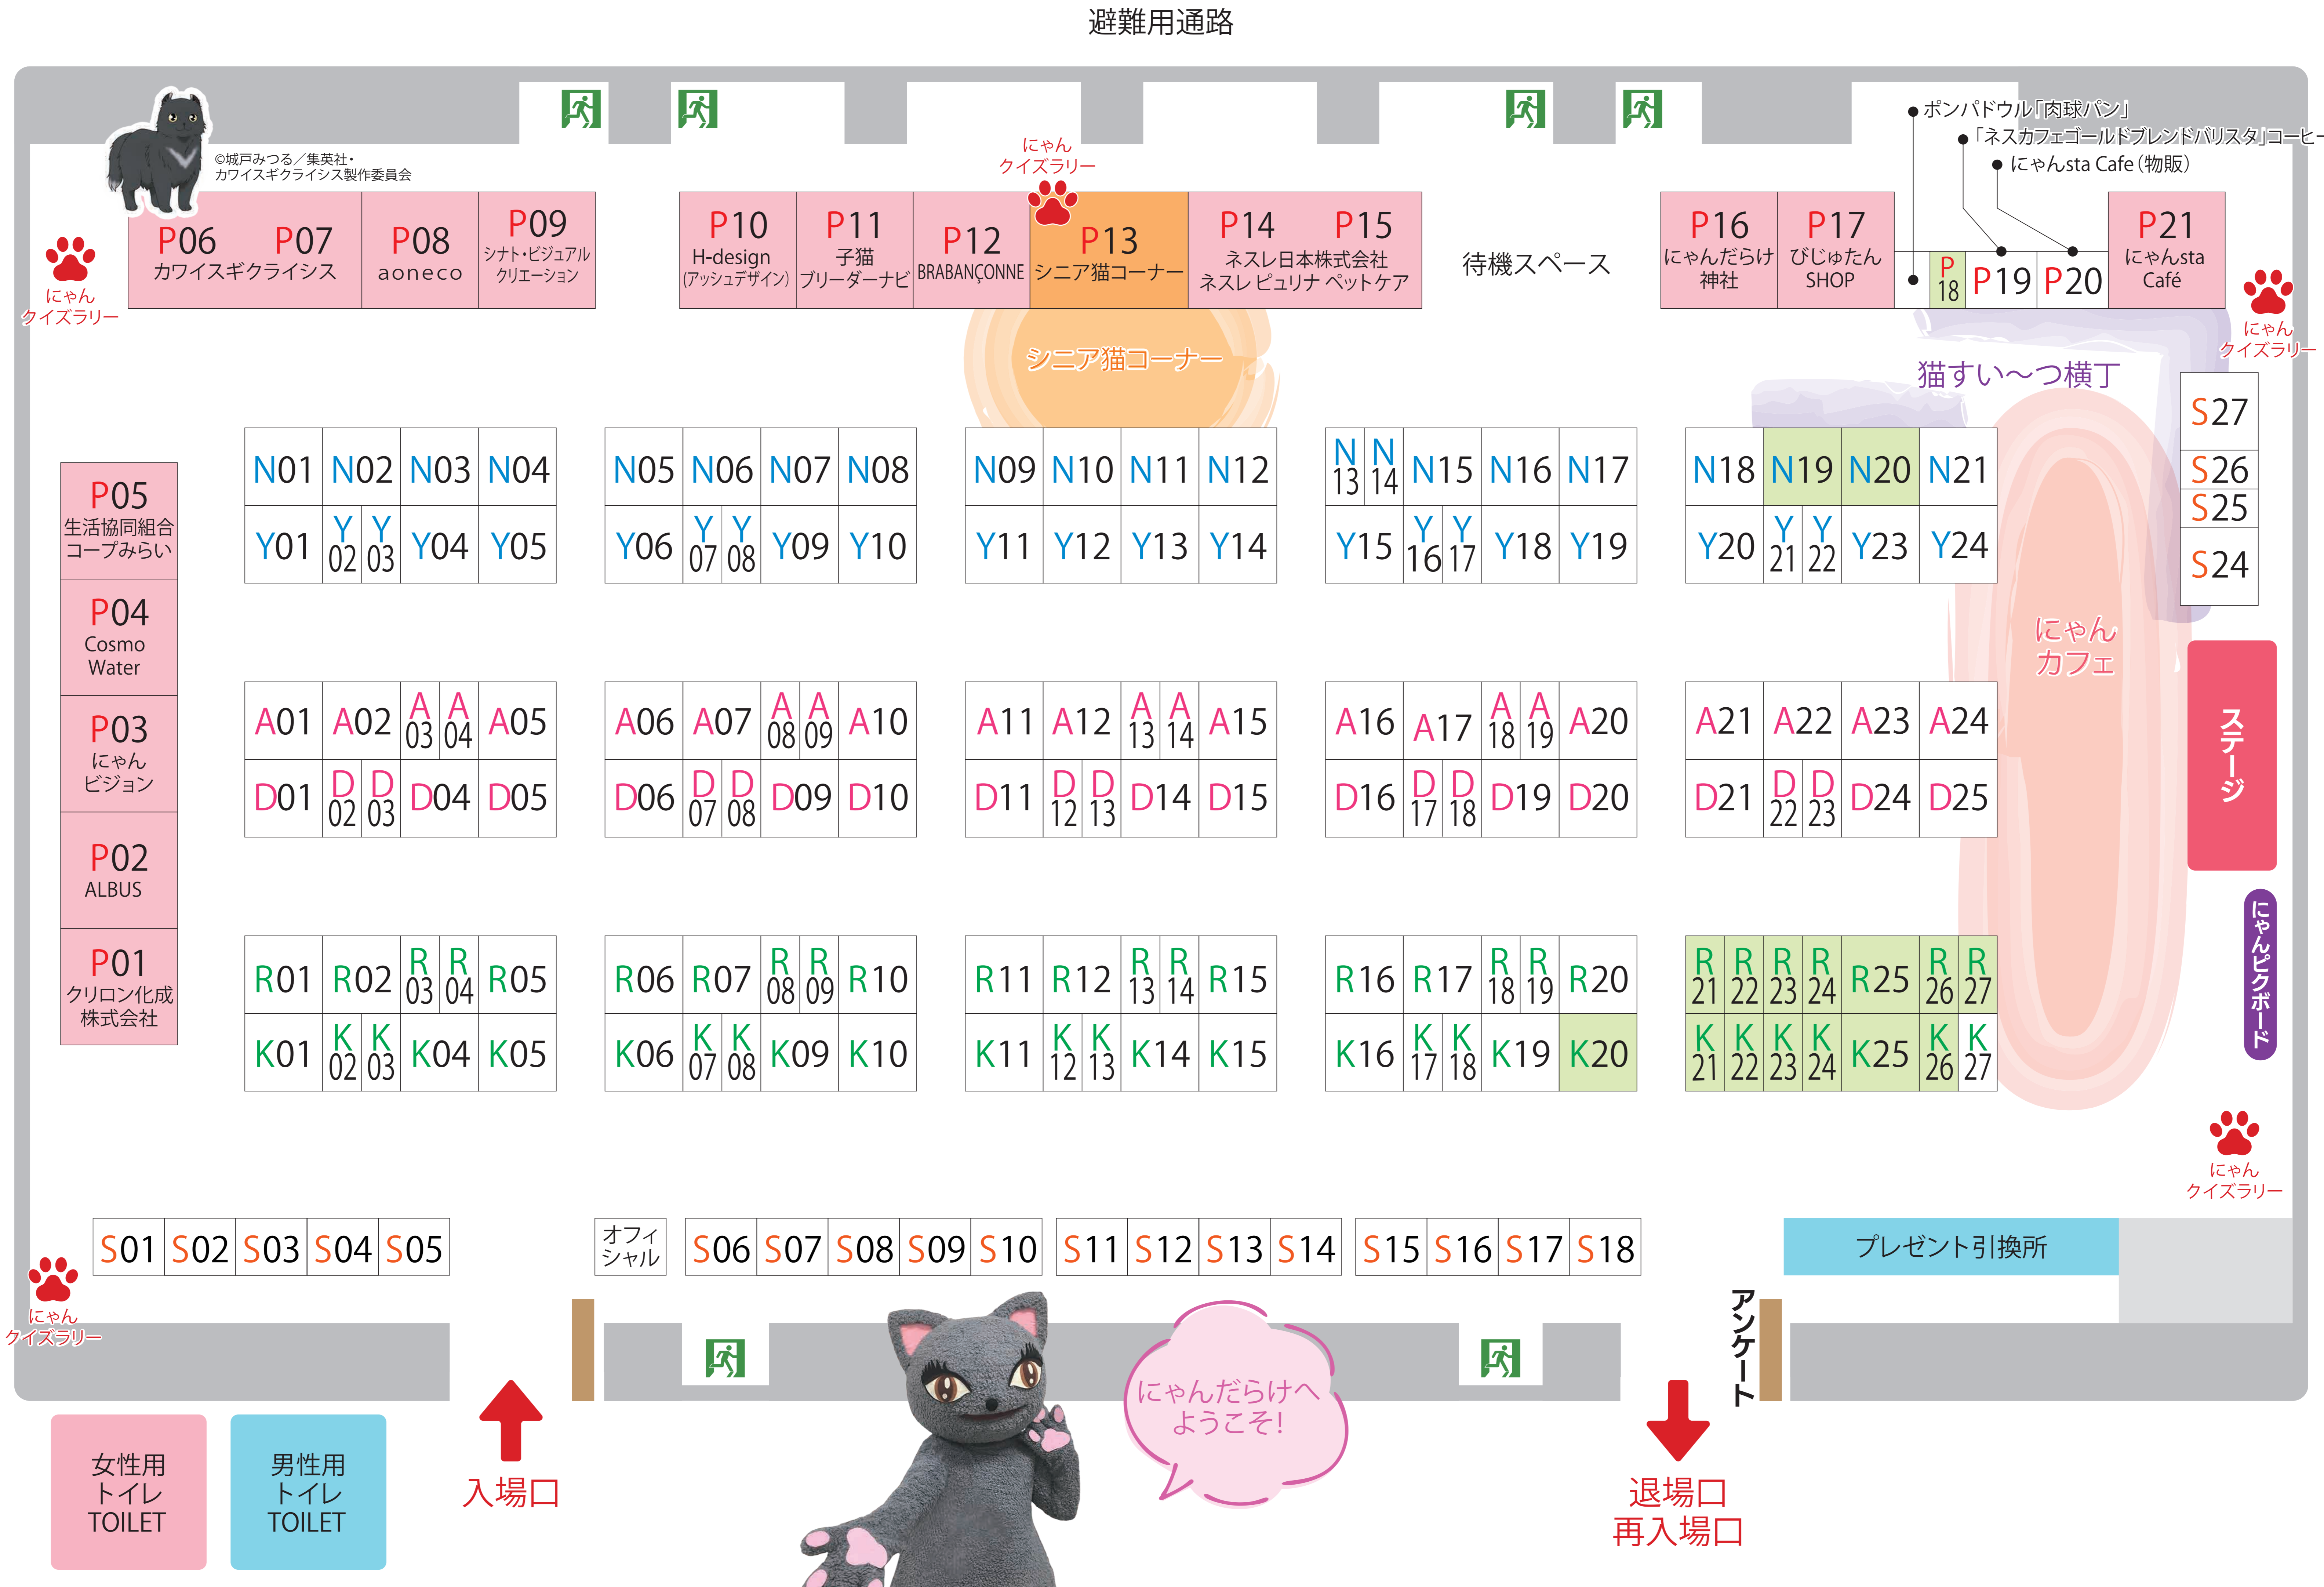 避難用通路
©城戸みつる／集英社・
カワイスギクライシス製作委員会
にゃん
クイズラリー
ポンパドウル「肉球パン」
「ネスカフェゴールドブレンドバリスタ」コーヒー
にゃんsta Cafe（物販）
P06 P07
カワイスギクライシス
P08
aoneco
P09
シナト・ビジュアル
クリエーション
P10
H-design
(アッシュデザイン)
P11
子猫
ブリーダーナビ
P12
BRABANÇONNE
P13
シニア猫コーナー
P14 P15
ネスレ日本株式会社
ネスレ ピュリナ ペットケア
待機スペース
P16
にゃんだらけ
神社
P17
びじゅたん
SHOP
P
18
P19
P20
P21
にゃんsta
Café
にゃん
クイズラリー
にゃん
クイズラリー
シニア猫コーナー
猫すい～つ横丁
S27
S26
S25
S24
N01 N02 N03 N04
Y01 Y02 Y03 Y04 Y05
N05 N06 N07 N08
Y06 Y07 Y08 Y09 Y10
N09 N10 N11 N12
Y11 Y12 Y13 Y14
N13 N14 N15 N16 N17
Y15 Y16 Y17 Y18 Y19
N18 N19 N20 N21
Y20 Y21 Y22 Y23 Y24
P05
生活協同組合
コープみらい
P04
Cosmo
Water
P03
にゃん
ビジョン
P02
ALBUS
P01
クリロン化成
株式会社
にゃん
カフェ
ステージ
にゃんピクボード
A01 A02 A03 A04 A05
D01 D02 D03 D04 D05
A06 A07 A08 A09 A10
D06 D07 D08 D09 D10
A11 A12 A13 A14 A15
D11 D12 D13 D14 D15
A16 A17 A18 A19 A20
D16 D17 D18 D19 D20
A21 A22 A23 A24
D21 D22 D23 D24 D25
R01 R02 R03 R04 R05
K01 K02 K03 K04 K05
R06 R07 R08 R09 R10
K06 K07 K08 K09 K10
R11 R12 R13 R14 R15
K11 K12 K13 K14 K15
R16 R17 R18 R19 R20
K16 K17 K18 K19 K20
R21 R22 R23 R24 R25 R26 R27
K21 K22 K23 K24 K25 K26 K27
にゃん
クイズラリー
S01 S02 S03 S04 S05
オフィ
シャル
S06 S07 S08 S09 S10
S11 S12 S13 S14
S15 S16 S17 S18
プレゼント引換所
にゃん
クイズラリー
アンケート
にゃんだらけへ
ようこそ！
女性用
トイレ
TOILET
男性用
トイレ
TOILET
入場口
退場口
再入場口